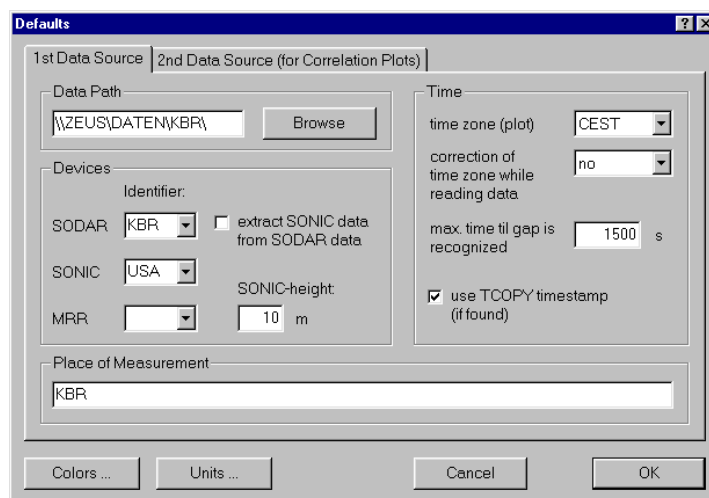 Defaults
1st Data Source
2nd Data Source (for Correlation Plots)
Data Path
\\ZEUS\DATEN\KBR\
Browse
Devices
Identifier:
SODAR
KBR
extract SONIC data
from SODAR data
SONIC
USA
SONIC-height:
MRR
10
m
Time
time zone (plot)
CEST
correction of
time zone while
reading data
no
max. time til gap is
recognized
1500
s
use TCOPY timestamp
(if found)
Place of Measurement
KBR
Colors ...
Units ...
Cancel
OK